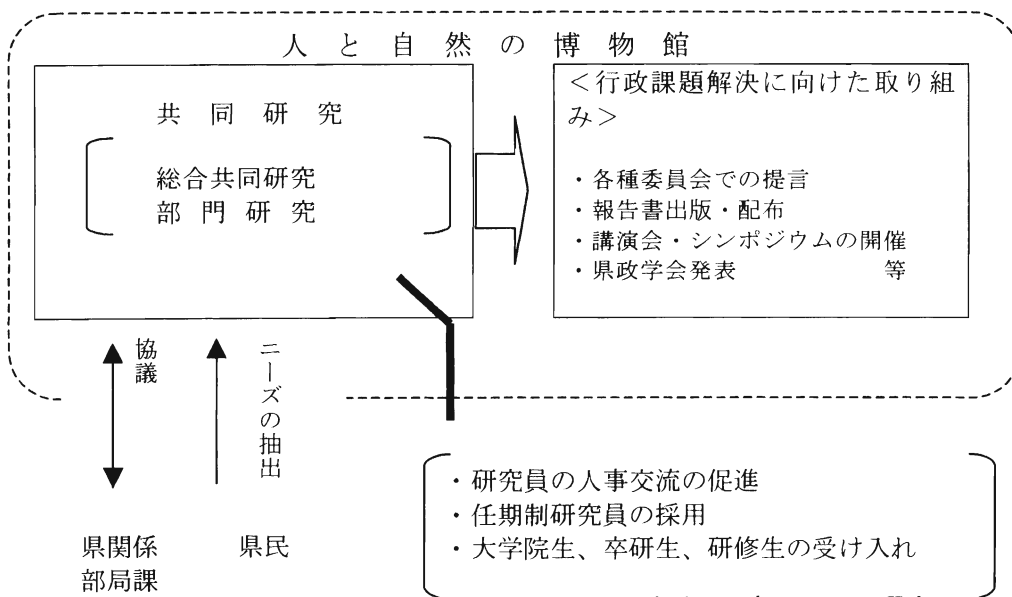 人と自然の博物館
共同研究
総合共同研究
部門研究
<行政課題解決に向けた取り組
み>
・各種委員会での提言
・報告書出版・配布
・講演会・シンポジウムの開催
・県政学会発表 等
協議
ニーズの抽出
県関係
部局課
県民
・研究員の人事交流の促進
・任期制研究員の採用
・大学院生、卒研生、研修生の受け入れ